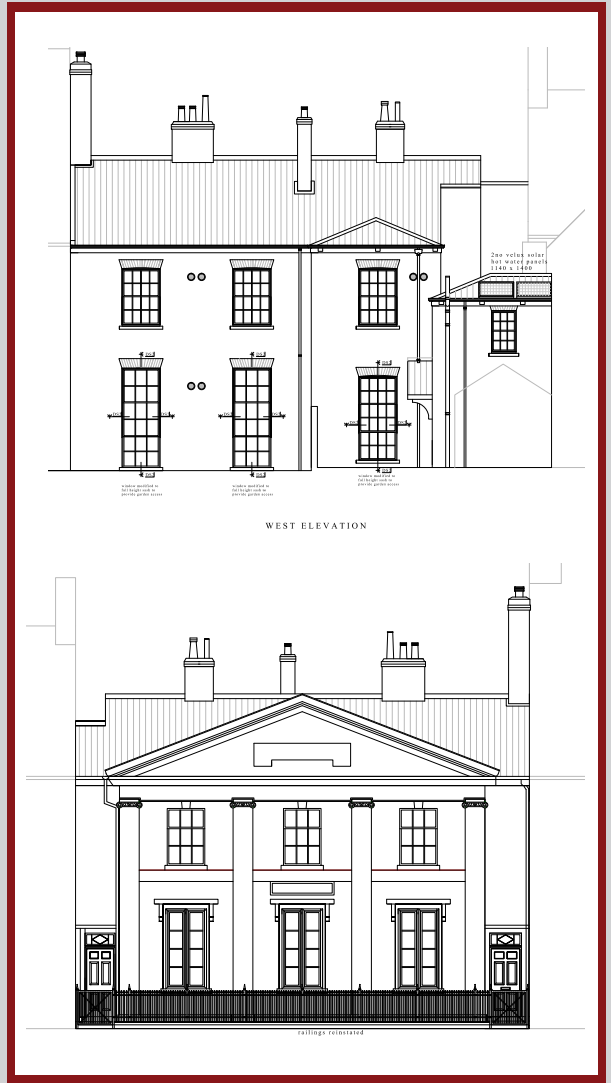 2no velux solar
hot water panels
1140 x 1400
window modified to
full height sash to
provide garden access
window modified to
full height sash to
provide garden access
window modified to
full height sash to
provide garden access
WEST ELEVATION
railings reinstated